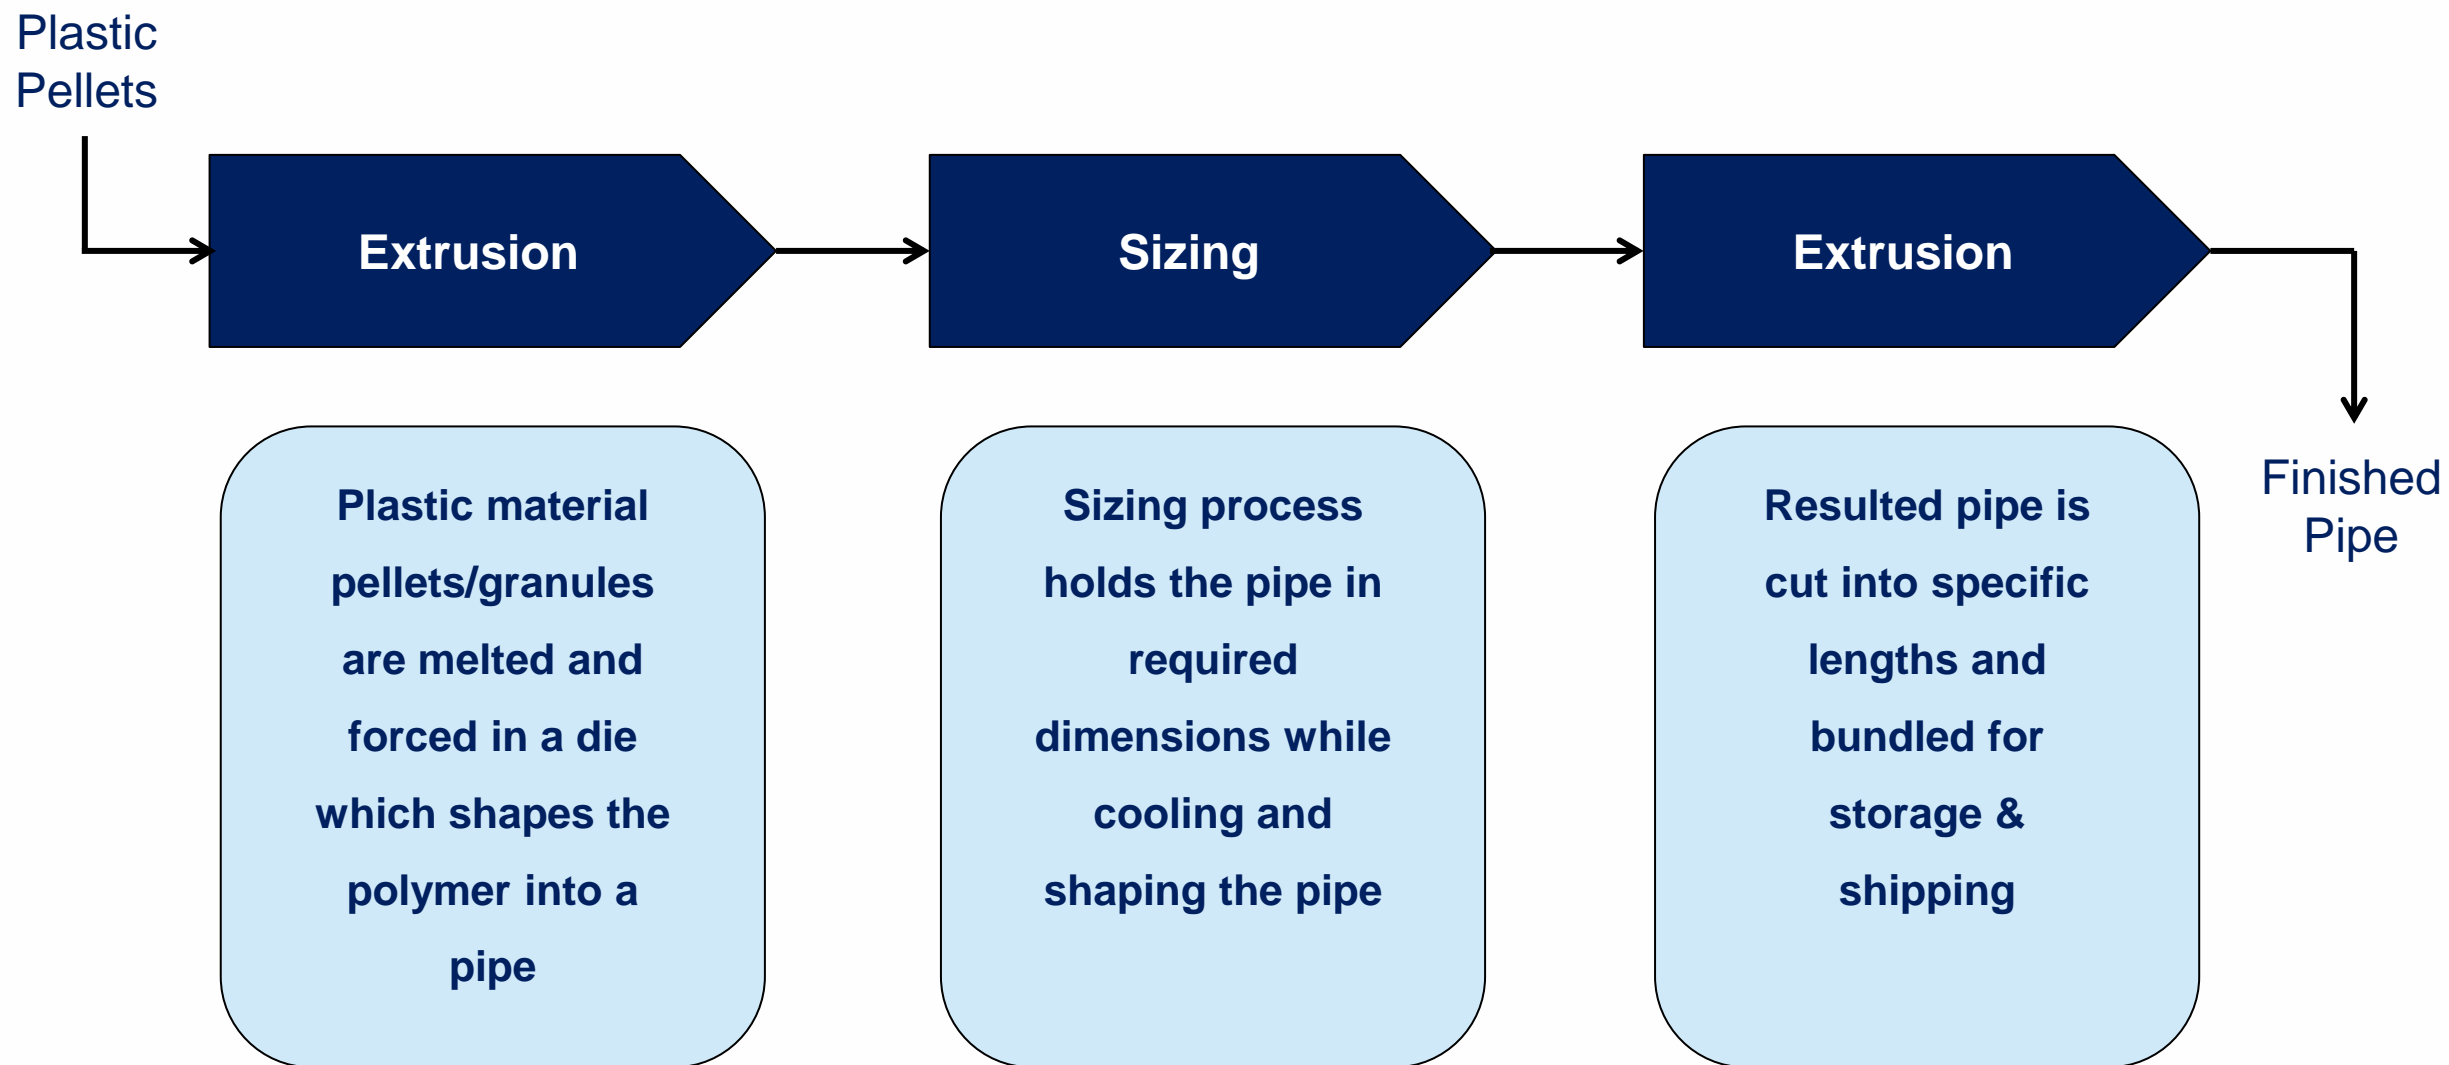 Plastic
Pellets
Extrusion
Sizing
Extrusion
Plastic material
pellets/granules
are melted and
forced in a die
which shapes the
polymer into a
pipe
Sizing process
holds the pipe in
required
dimensions while
cooling and
shaping the pipe
Resulted pipe is
cut into specific
lengths and
bundled for
storage &
shipping
Finished
Pipe